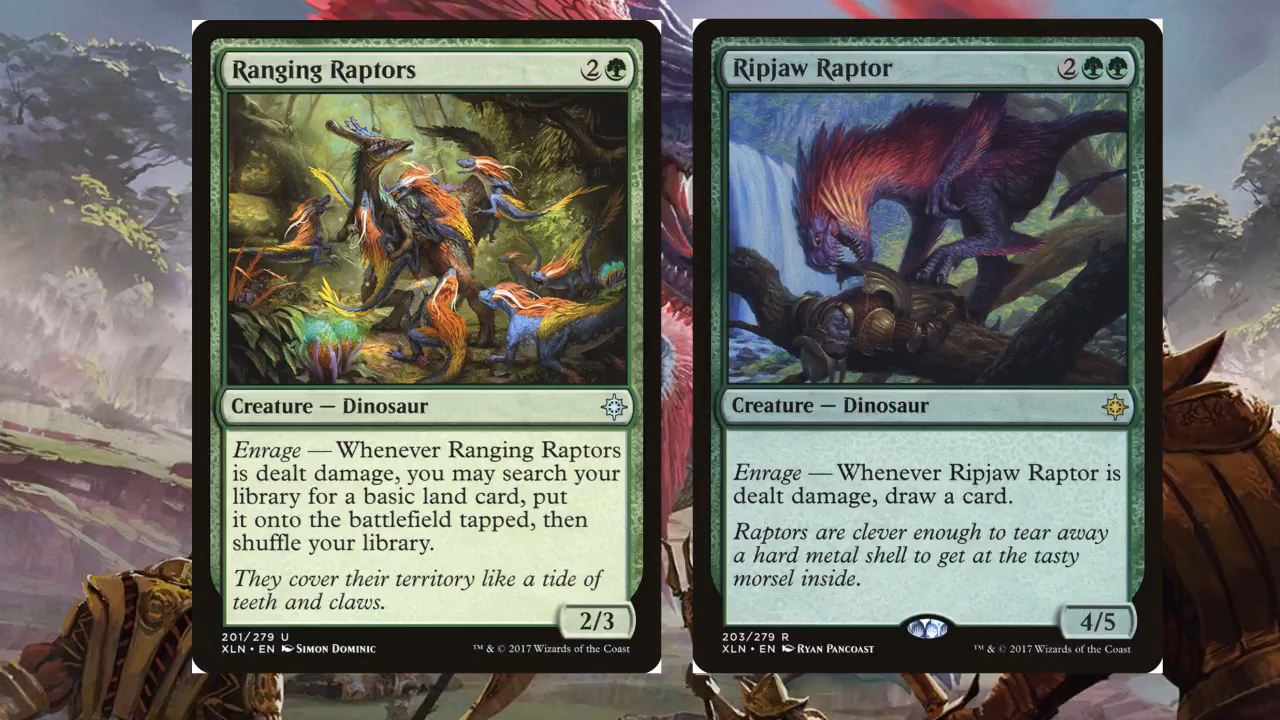 Ranging Raptors 2
Creature — Dinosaur
Enrage — Whenever Ranging Raptors
is dealt damage, you may search your
library for a basic land card, put
it onto the battlefield tapped, then
shuffle your library.
They cover their territory like a tide of
teeth and claws.
2/3
201/279 U
XLN • EN Simon Dominic
™ & © 2017 Wizards of the Coast
Ripjaw Raptor 2
Creature — Dinosaur
Enrage — Whenever Ripjaw Raptor is
dealt damage, draw a card.
Raptors are clever enough to tear away
a hard metal shell to get at the tasty
morsel inside.
4/5
203/279 R
XLN • EN Ryan Pancoast
™ & © 2017 Wizards of the Coast